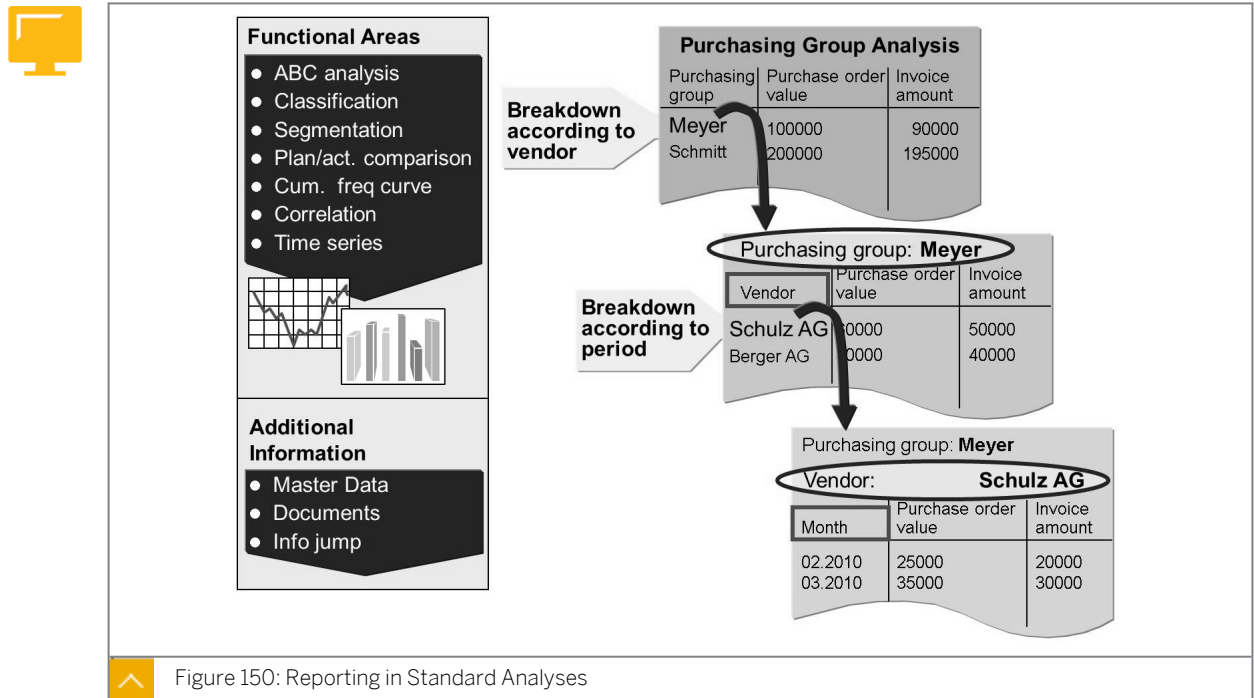 Functional Areas
ABC analysis
Classification
Segmentation
Plan/act. comparison
Cum. freq curve
Correlation
Time series
Additional
Information
Master Data
Documents
Info jump
Breakdown
according to
vendor
Purchasing Group Analysis
Purchasing group Purchase order value Invoice amount
Meyer 100000 90000
Schmitt 200000 195000
Breakdown
according to
period
Purchasing group: Meyer
Vendor Purchase order value Invoice amount
Schulz AG 50000
Berger AG 40000
Purchasing group: Meyer
Vendor: Schulz AG
Month Purchase order value Invoice amount
02.2010 25000 20000
03.2010 35000 30000
Figure 150: Reporting in Standard Analyses